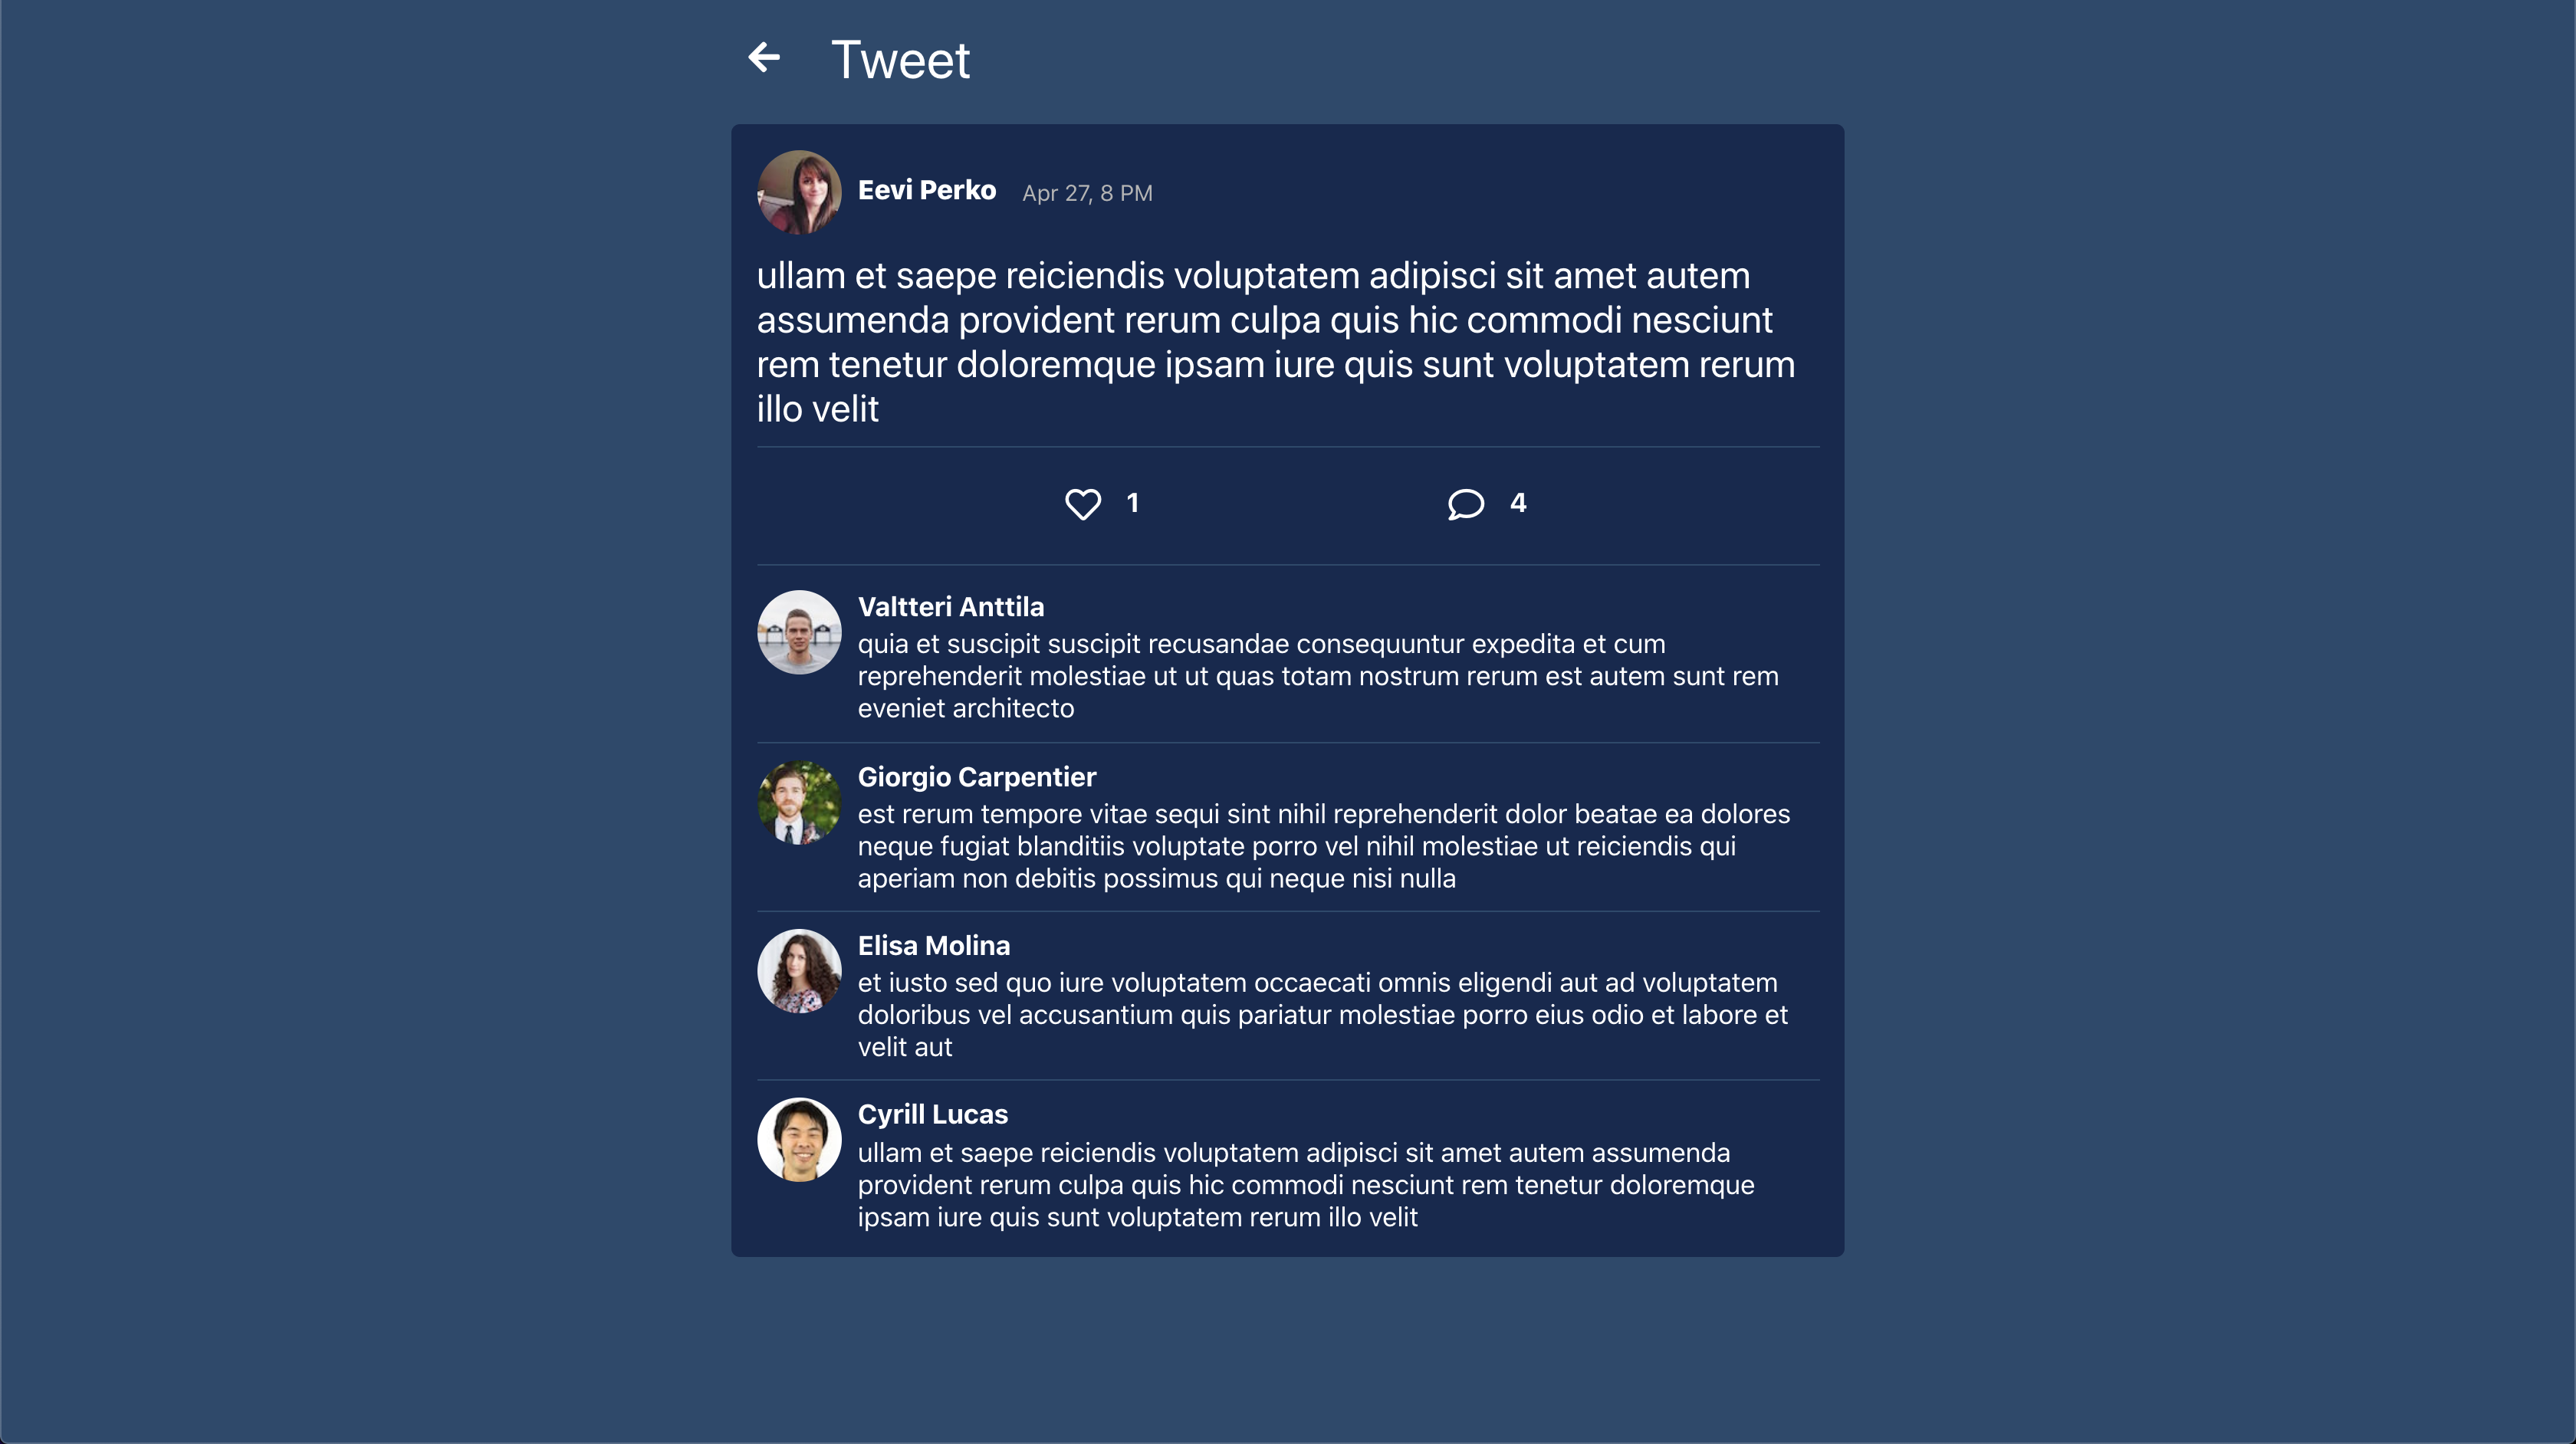 Tweet
Eevi Perko Apr 27, 8 PM
ullam et saepe reiciendis voluptatem adipisci sit amet autem
assumenda provident rerum culpa quis hic commodi nesciunt
rem tenetur doloremque ipsam iure quis sunt voluptatem rerum
illo velit
1 4
Valtteri Anttila
quia et suscipit suscipit recusandae consequuntur expedita et cum
reprehenderit molestiae ut ut quas totam nostrum rerum est autem sunt rem
eveniet architecto
Giorgio Carpentier
est rerum tempore vitae sequi sint nihil reprehenderit dolor beatae ea dolores
neque fugiat blanditiis voluptate porro vel nihil molestiae ut reiciendis qui
aperiam non debitis possimus qui neque nisi nulla
Elisa Molina
et iusto sed quo iure voluptatem occaecati omnis eligendi aut ad voluptatem
doloribus vel accusantium quis pariatur molestiae porro eius odio et labore et
velit aut
Cyrill Lucas
ullam et saepe reiciendis voluptatem adipisci sit amet autem assumenda
provident rerum culpa quis hic commodi nesciunt rem tenetur doloremque
ipsam iure quis sunt voluptatem rerum illo velit